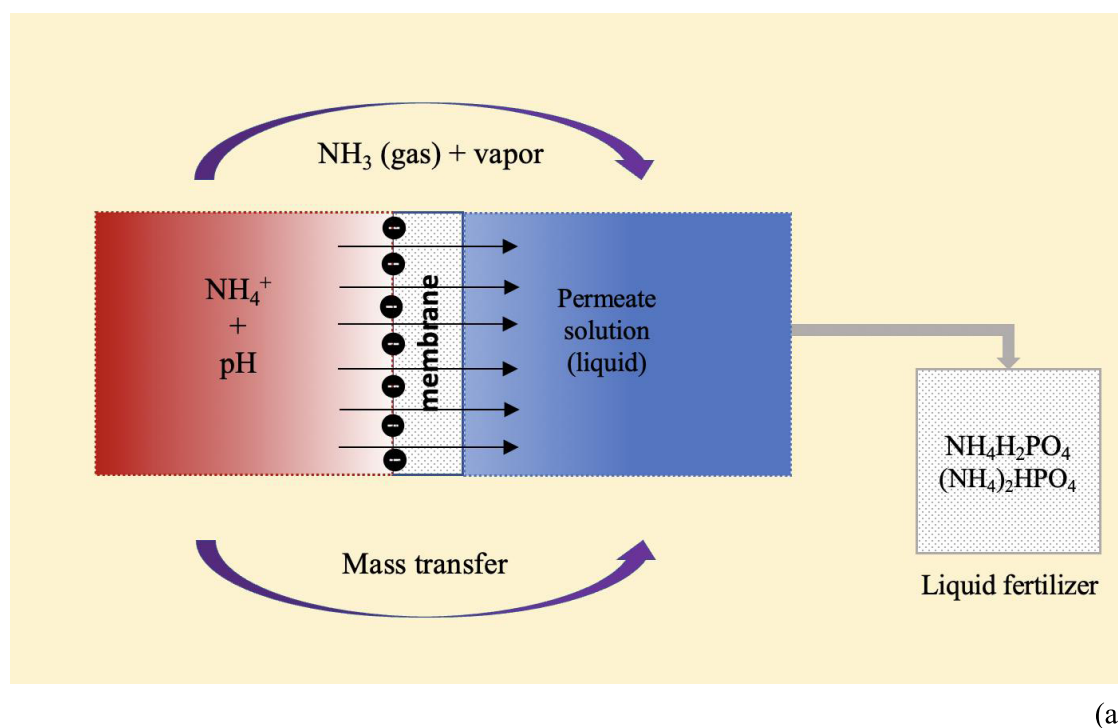 NH₃ (gas) + vapor
NH₄⁺
+
pH
membrane
Permeate
solution
(liquid)
NH₄H₂PO₄
(NH₄)₂HPO₄
Mass transfer
Liquid fertilizer
(a